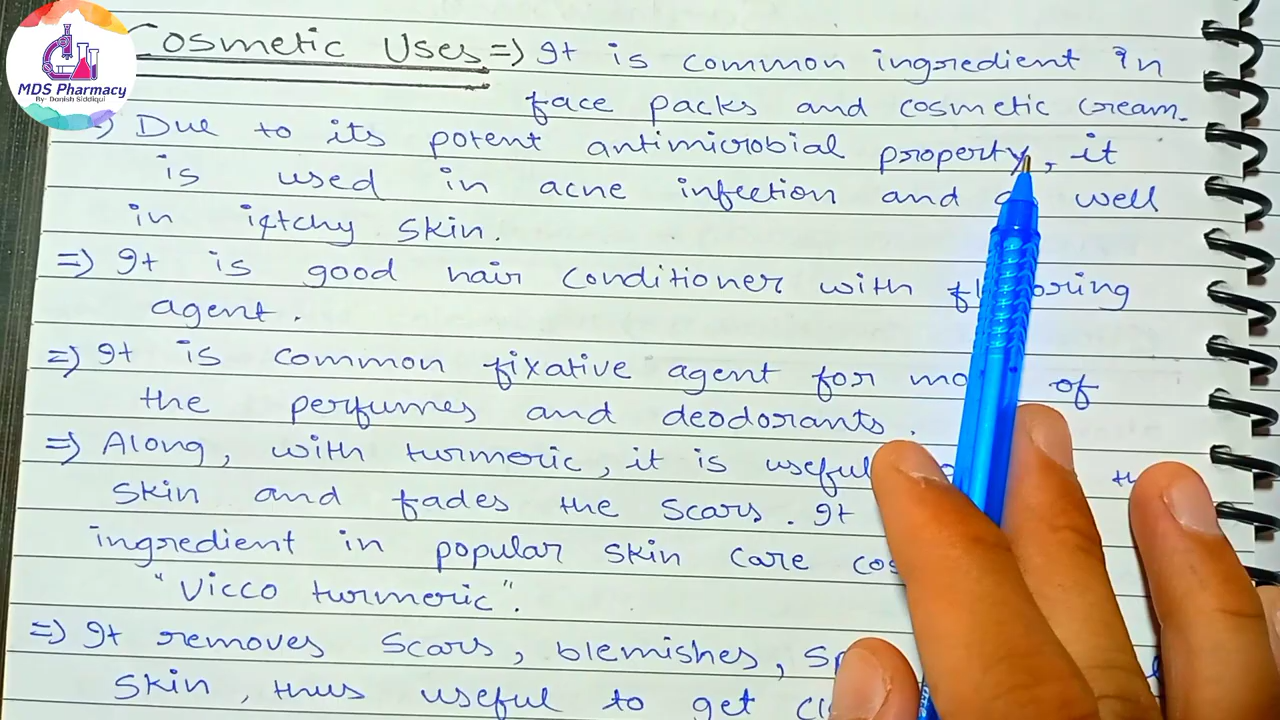 MDS Pharmacy
By- Danish Siddiqui
Cosmetic Uses => It is common ingredient in
face packs and cosmetic cream.
=> Due to its potent antimicrobial property, it
is used in acne infection and well
in itchy skin.
=> It is good hair conditioner with
agent.
=> It is common fixative agent for of
the perfumes and deodorants.
=> Along, with turmeric, it is useful
skin and fades the scars. It
ingredient in popular skin care
"Vicco turmeric".
=> It removes scars, blemishes,
skin, thus useful to get